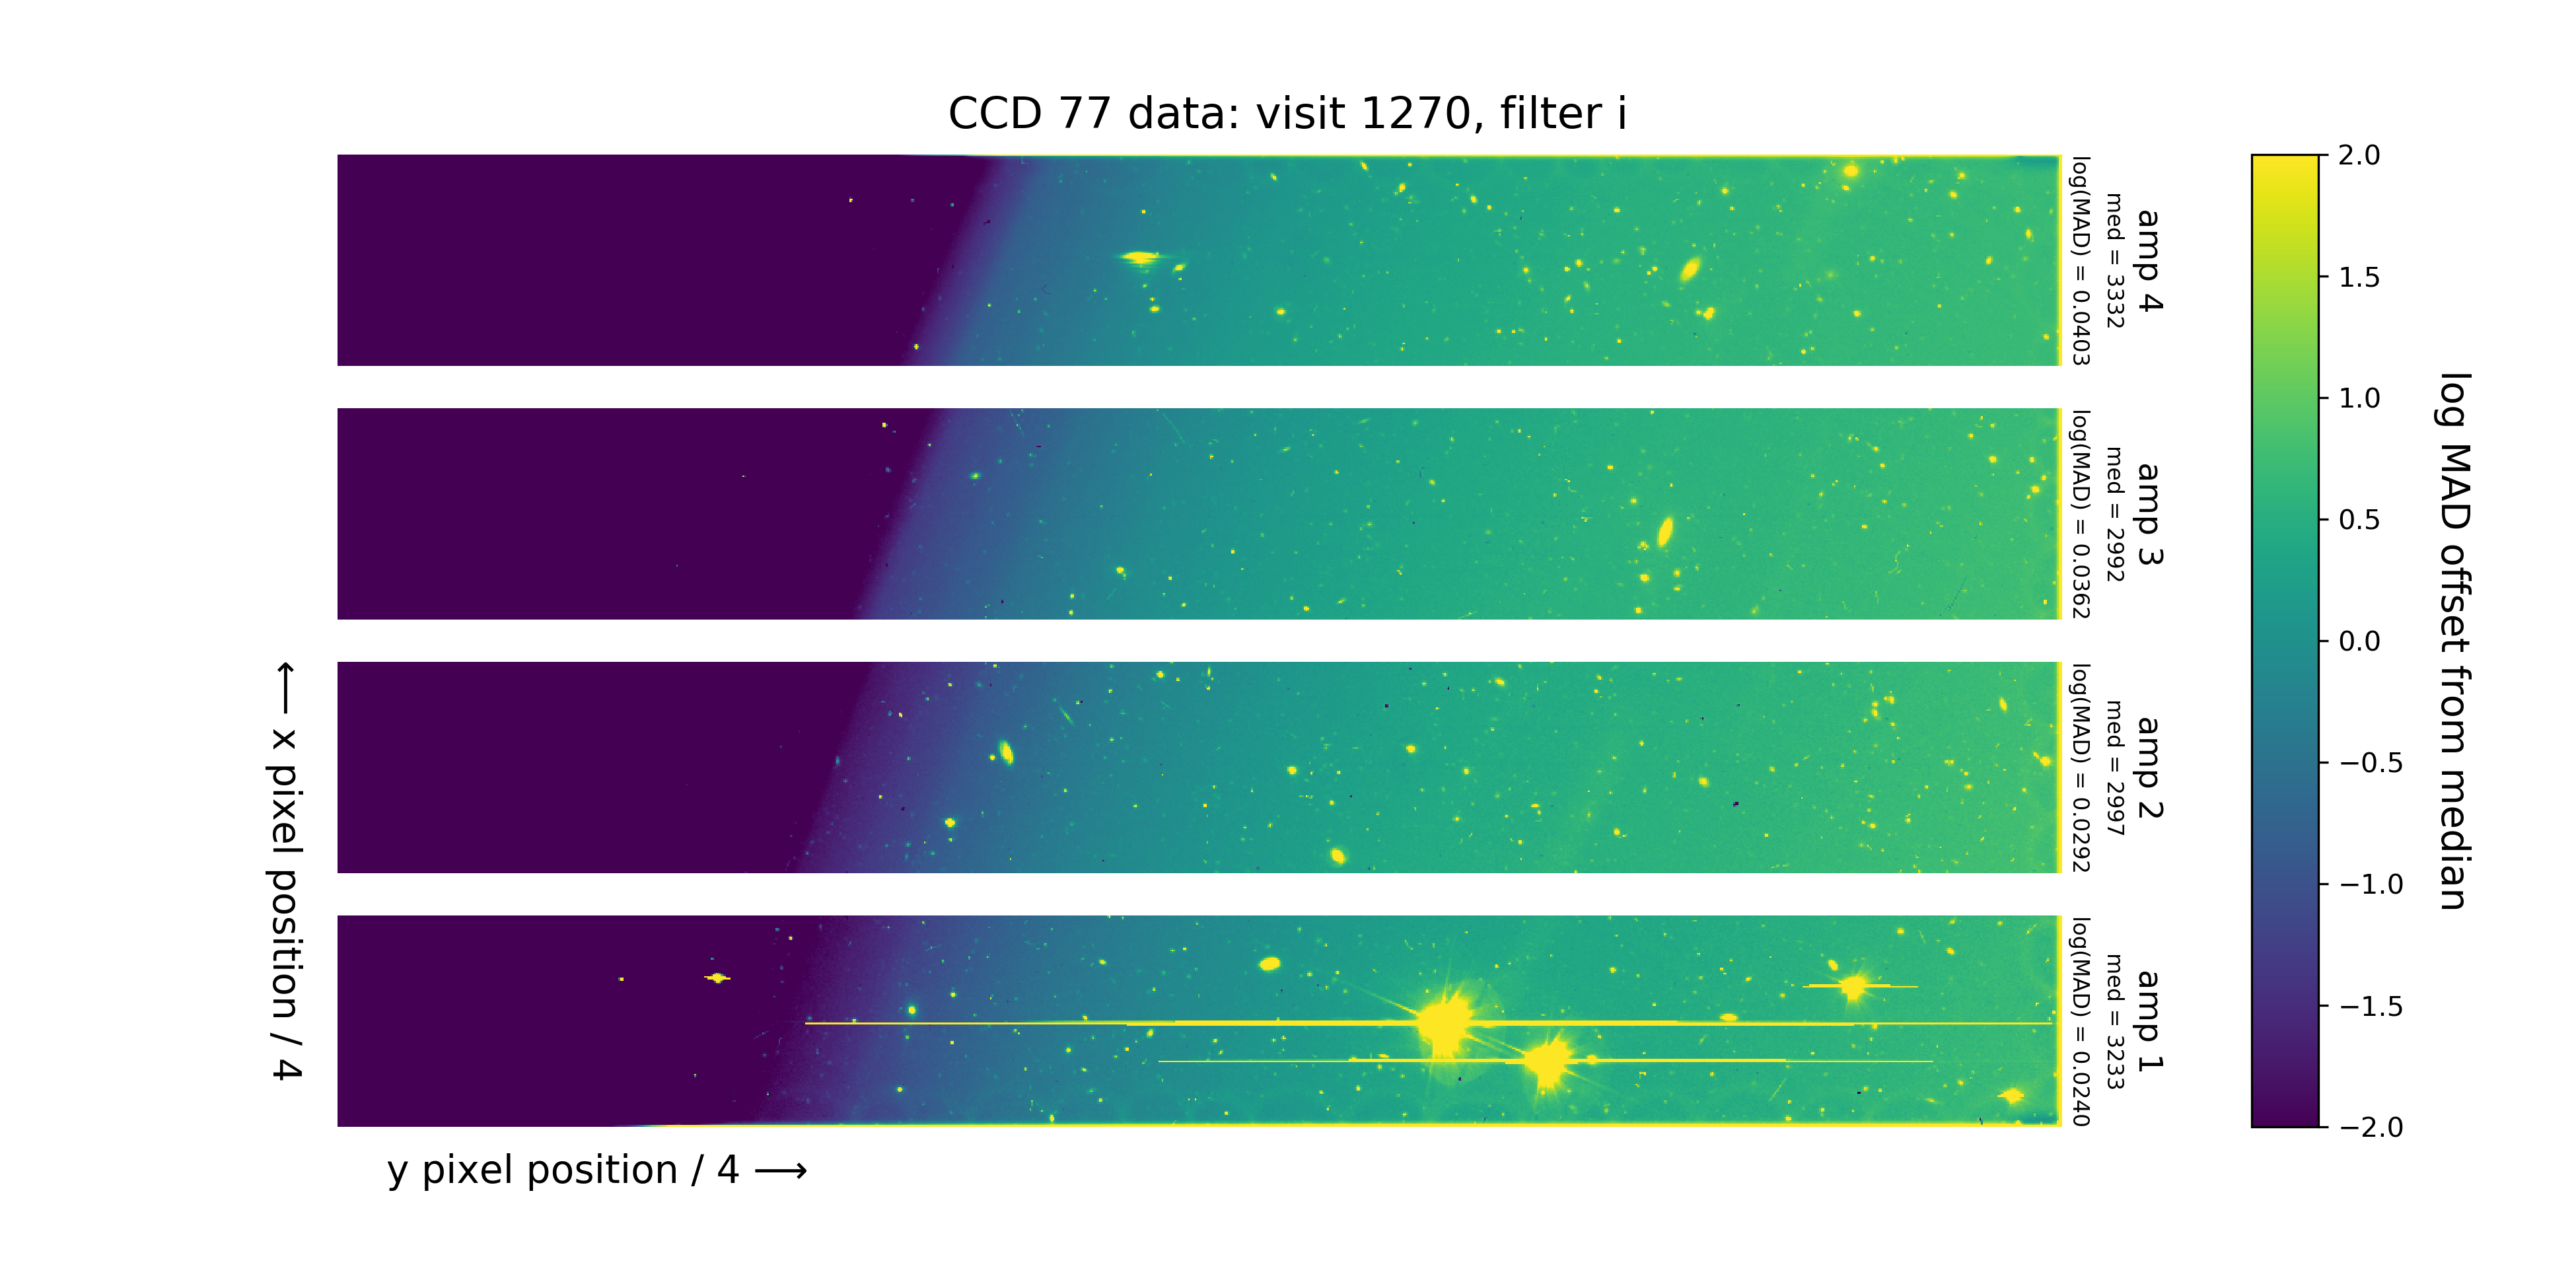 CCD 77 data: visit 1270, filter i
amp 4
med = 3332
log(MAD) = 0.0403
amp 3
med = 2992
log(MAD) = 0.0362
amp 2
med = 2997
log(MAD) = 0.0292
amp 1
med = 3233
log(MAD) = 0.0240
⟵ x pixel position / 4
y pixel position / 4 ⟶
2.0
1.5
1.0
0.5
0.0
−0.5
−1.0
−1.5
−2.0
log MAD offset from median